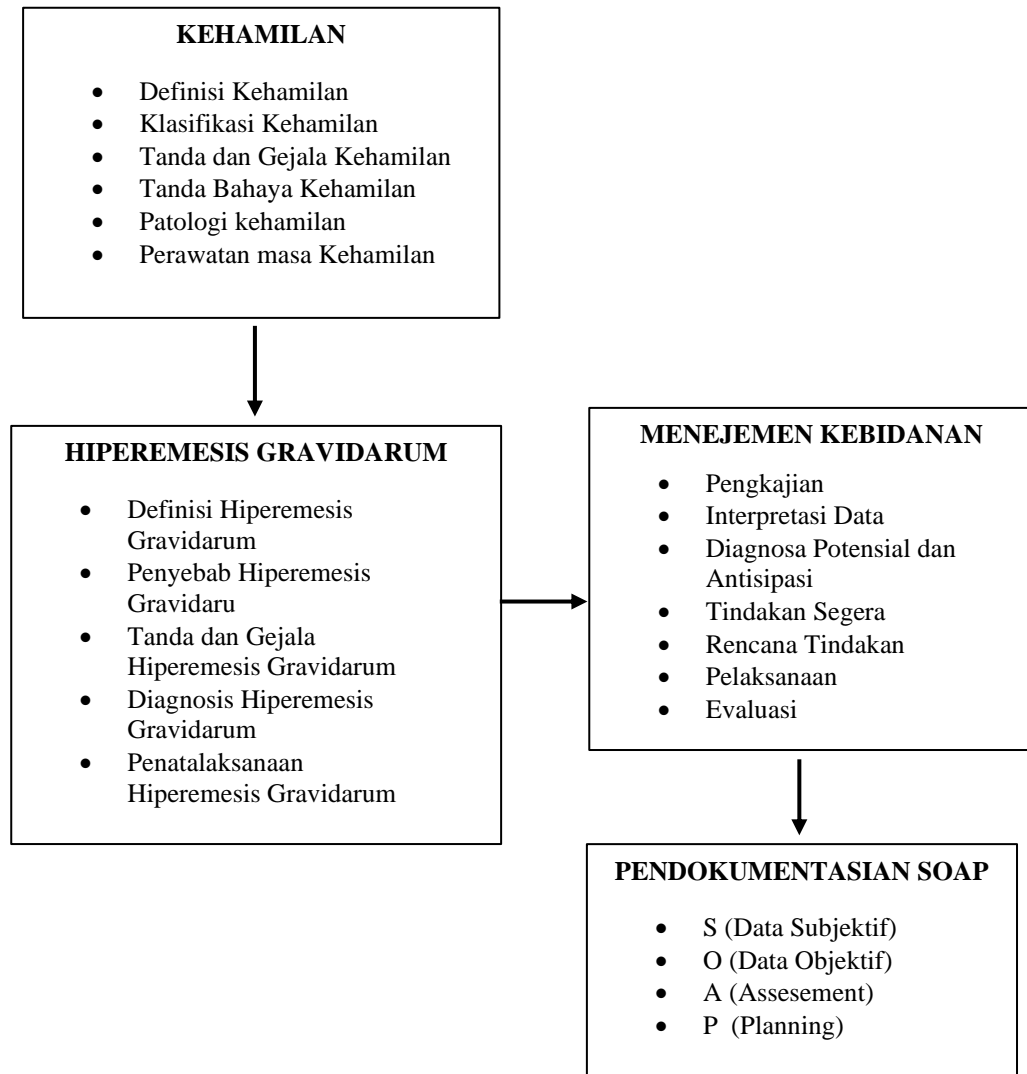 KEHAMILAN
• Definisi Kehamilan
• Klasifikasi Kehamilan
• Tanda dan Gejala Kehamilan
• Tanda Bahaya Kehamilan
• Patologi kehamilan
• Perawatan masa Kehamilan
HIPEREMESIS GRAVIDARUM
• Definisi Hiperemesis
Gravidarum
• Penyebab Hiperemesis
Gravidaru
• Tanda dan Gejala
Hiperemesis Gravidarum
• Diagnosis Hiperemesis
Gravidarum
• Penatalaksanaan
Hiperemesis Gravidarum
MENEJEMEN KEBIDANAN
• Pengkajian
• Interpretasi Data
• Diagnosa Potensial dan
Antisipasi
• Tindakan Segera
• Rencana Tindakan
• Pelaksanaan
• Evaluasi
PENDOKUMENTASIAN SOAP
• S (Data Subjektif)
• O (Data Objektif)
• A (Assesement)
• P (Planning)